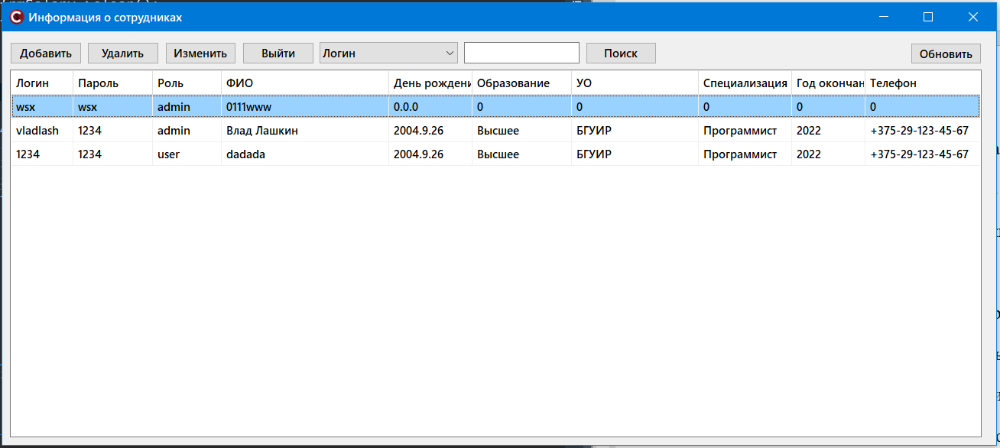 Информация о сотрудниках
Добавить Удалить Изменить Выйти Логин Поиск Обновить
Логин Пароль Роль ФИО День рождени Образование УО Специализация Год окончан Телефон
wsx wsx admin 0111www 0.0.0 0 0 0 0 0
vladlash 1234 admin Влад Лашкин 2004.9.26 Высшее БГУИР Программист 2022 +375-29-123-45-67
1234 1234 user dadada 2004.9.26 Высшее БГУИР Программист 2022 +375-29-123-45-67